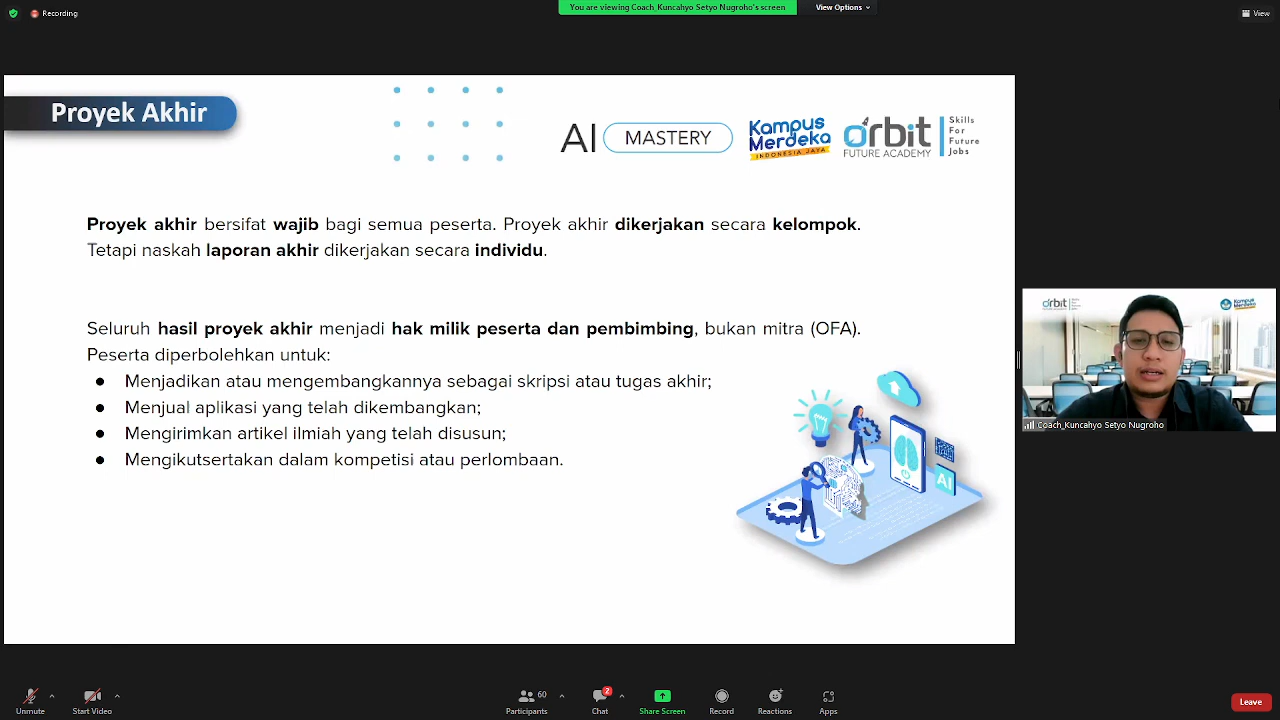 Recording
You are viewing Coach_Kuncahyo Setyo Nugroho's screen
View Options
View
Proyek Akhir
AI MASTERY
Kampus
Merdeka
INDONESIA JAYA
orbit
FUTURE ACADEMY
Skills
For
Future
Jobs
Proyek akhir bersifat wajib bagi semua peserta. Proyek akhir dikerjakan secara kelompok.
Tetapi naskah laporan akhir dikerjakan secara individu.
Seluruh hasil proyek akhir menjadi hak milik peserta dan pembimbing, bukan mitra (OFA).
Peserta diperbolehkan untuk:
● Menjadikan atau mengembangkannya sebagai skripsi atau tugas akhir;
● Menjual aplikasi yang telah dikembangkan;
● Mengirimkan artikel ilmiah yang telah disusun;
● Mengikutsertakan dalam kompetisi atau perlombaan.
AI
orbit
Kampus
Merdeka
Coach_Kuncahyo Setyo Nugroho
Unmute
Start Video
60
Participants
2
Chat
Share Screen
Record
Reactions
Apps
Leave